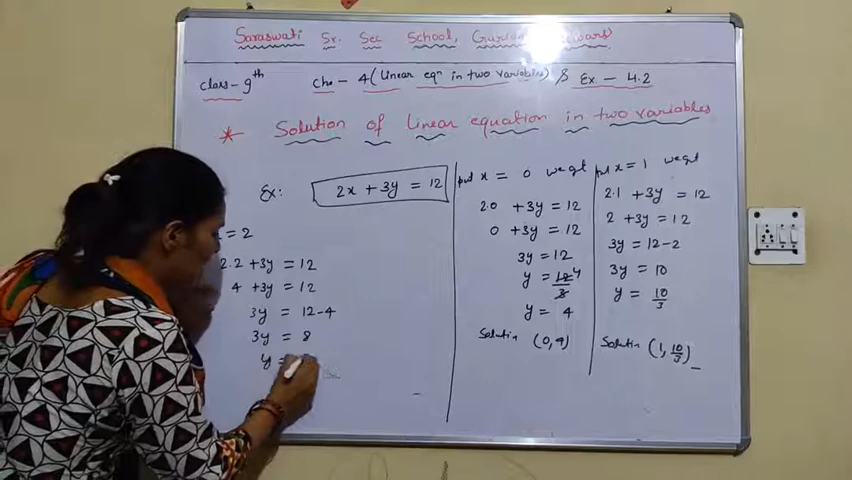 Saraswati Sr. Sec School,
class-9th Cha- 4 (linear eqn in two variables) & Ex- 4.2
* Solution of linear equation in two variables
Ex: 2x + 3y = 12
= 2
2.2 + 3y = 12
4 + 3y = 12
3y = 12-4
3y = 8
y =
put x = 0 we get
2.0 + 3y = 12
0 + 3y = 12
3y = 12
y = 12/3 4
y = 4
Solutin (0,4)
put x = 1 we get
2.1 + 3y = 12
2 + 3y = 12
3y = 12-2
3y = 10
y = 10/3
Solutin (1, 10/3)